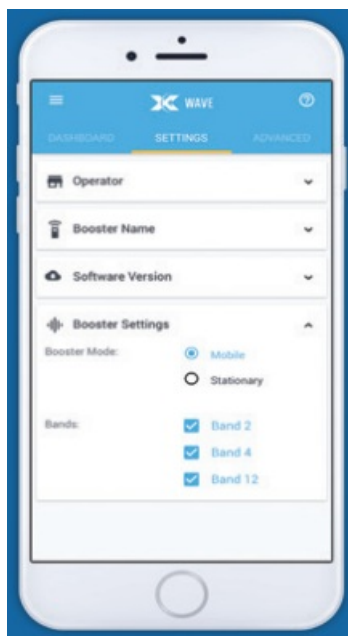 WAVE
DASHBOARD SETTINGS ADVANCED
Operator
Booster Name
Software Version
Booster Settings
Booster Mode: Mobile
Stationary
Bands: Band 2
Band 4
Band 12